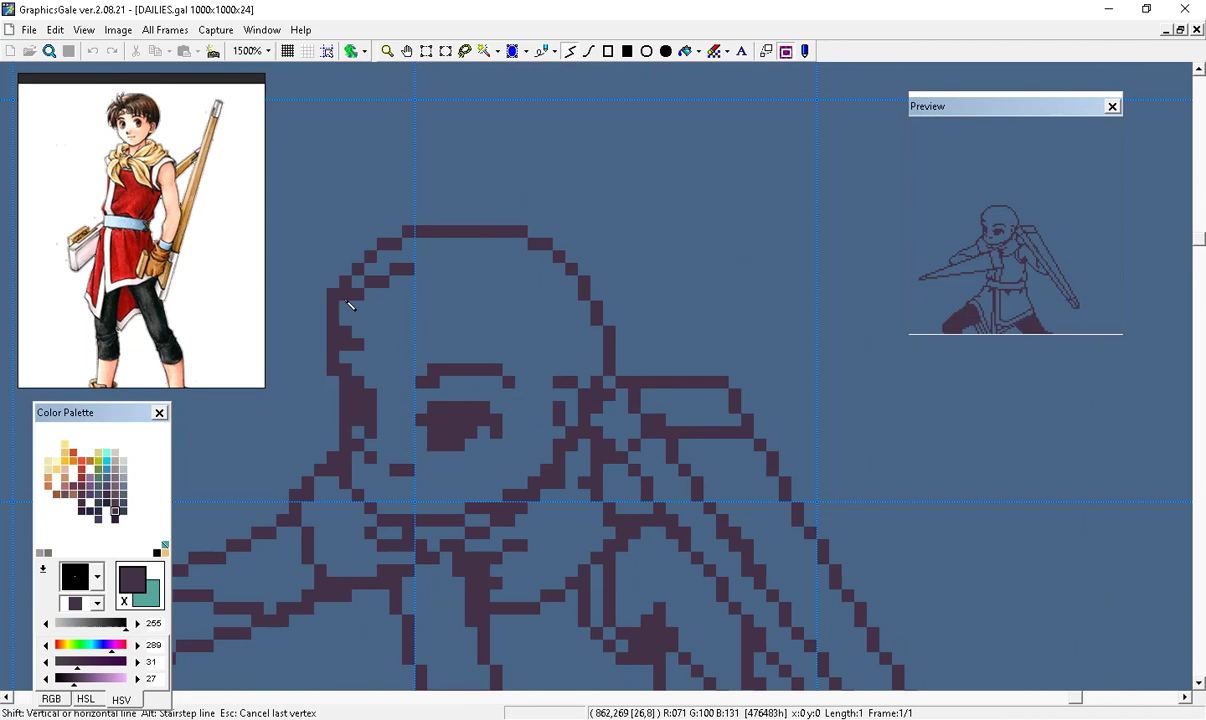 GraphicsGale ver.2.08.21 - [DAILIES.gal 1000x1000x24]
File Edit View Image All Frames Capture Window Help
1500%
A
Preview
Color Palette
X
255
289
31
27
RGB HSL HSV
Shift: Vertical or horizontal line Alt: Stairstep line Esc: Cancel last vertex
( 862,269 [26,8] ) R:071 G:100 B:131 [476483h] x:0 y:0 Length:1 Frame:1/1